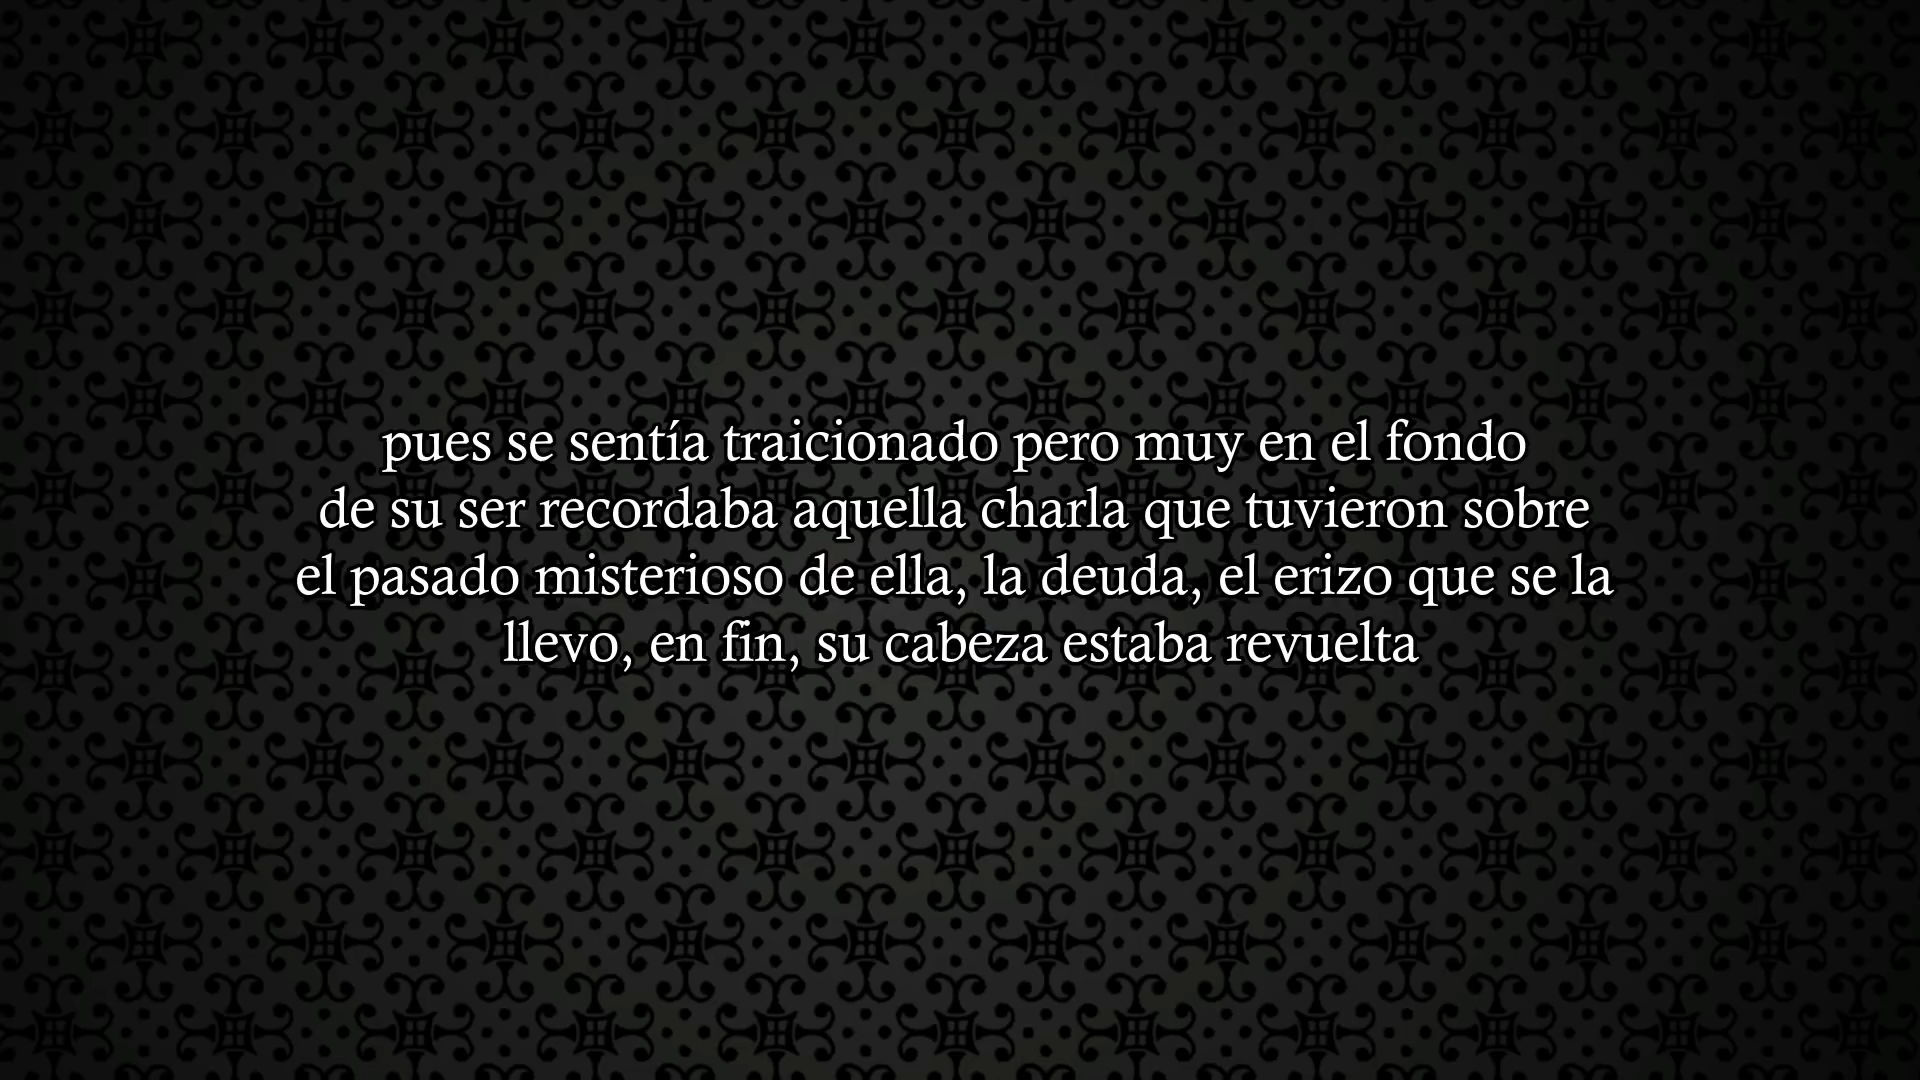 pues se sentía traicionado pero muy en el fondo
de su ser recordaba aquella charla que tuvieron sobre
el pasado misterioso de ella, la deuda, el erizo que se la
llevo, en fin, su cabeza estaba revuelta